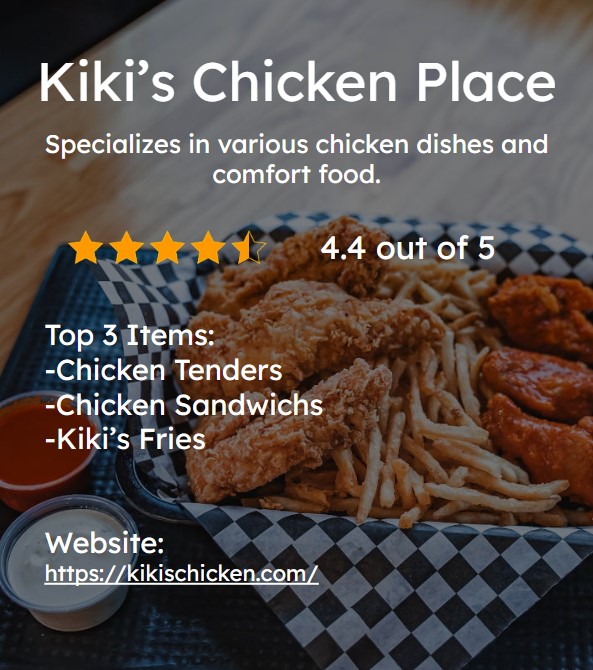 Kiki’s Chicken Place
Specializes in various chicken dishes and
comfort food.
4.4 out of 5
Top 3 Items:
-Chicken Tenders
-Chicken Sandwichs
-Kiki’s Fries
Website:
https://kikischicken.com/